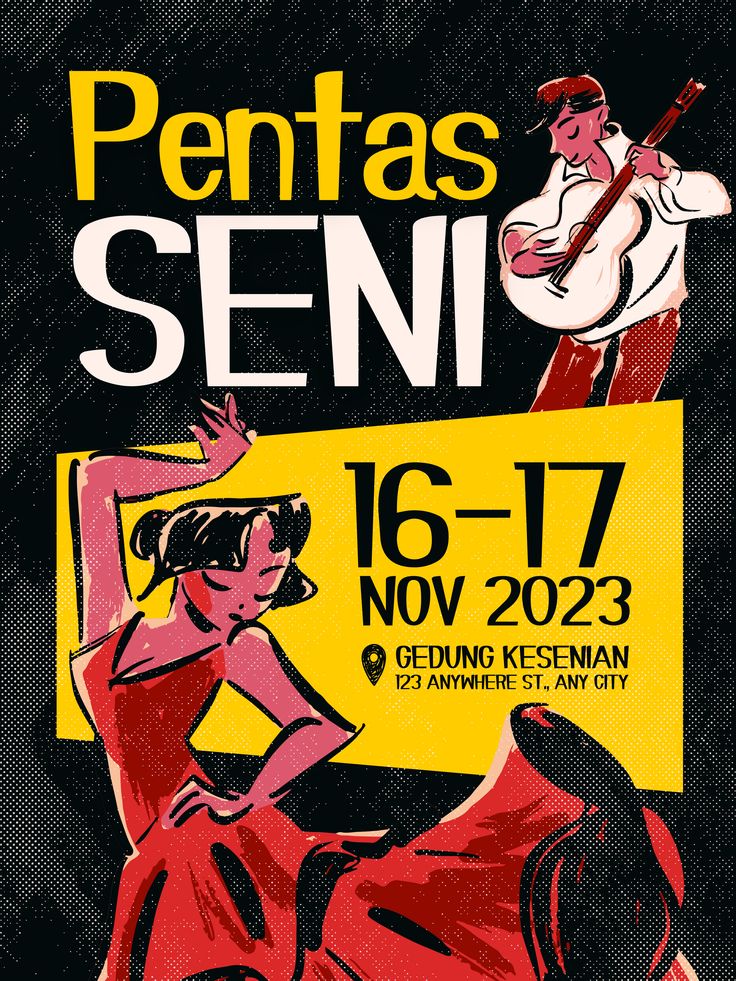 Pentas
SENI
16-17
NOV 2023
GEDUNG KESENIAN
123 ANYWHERE ST., ANY CITY